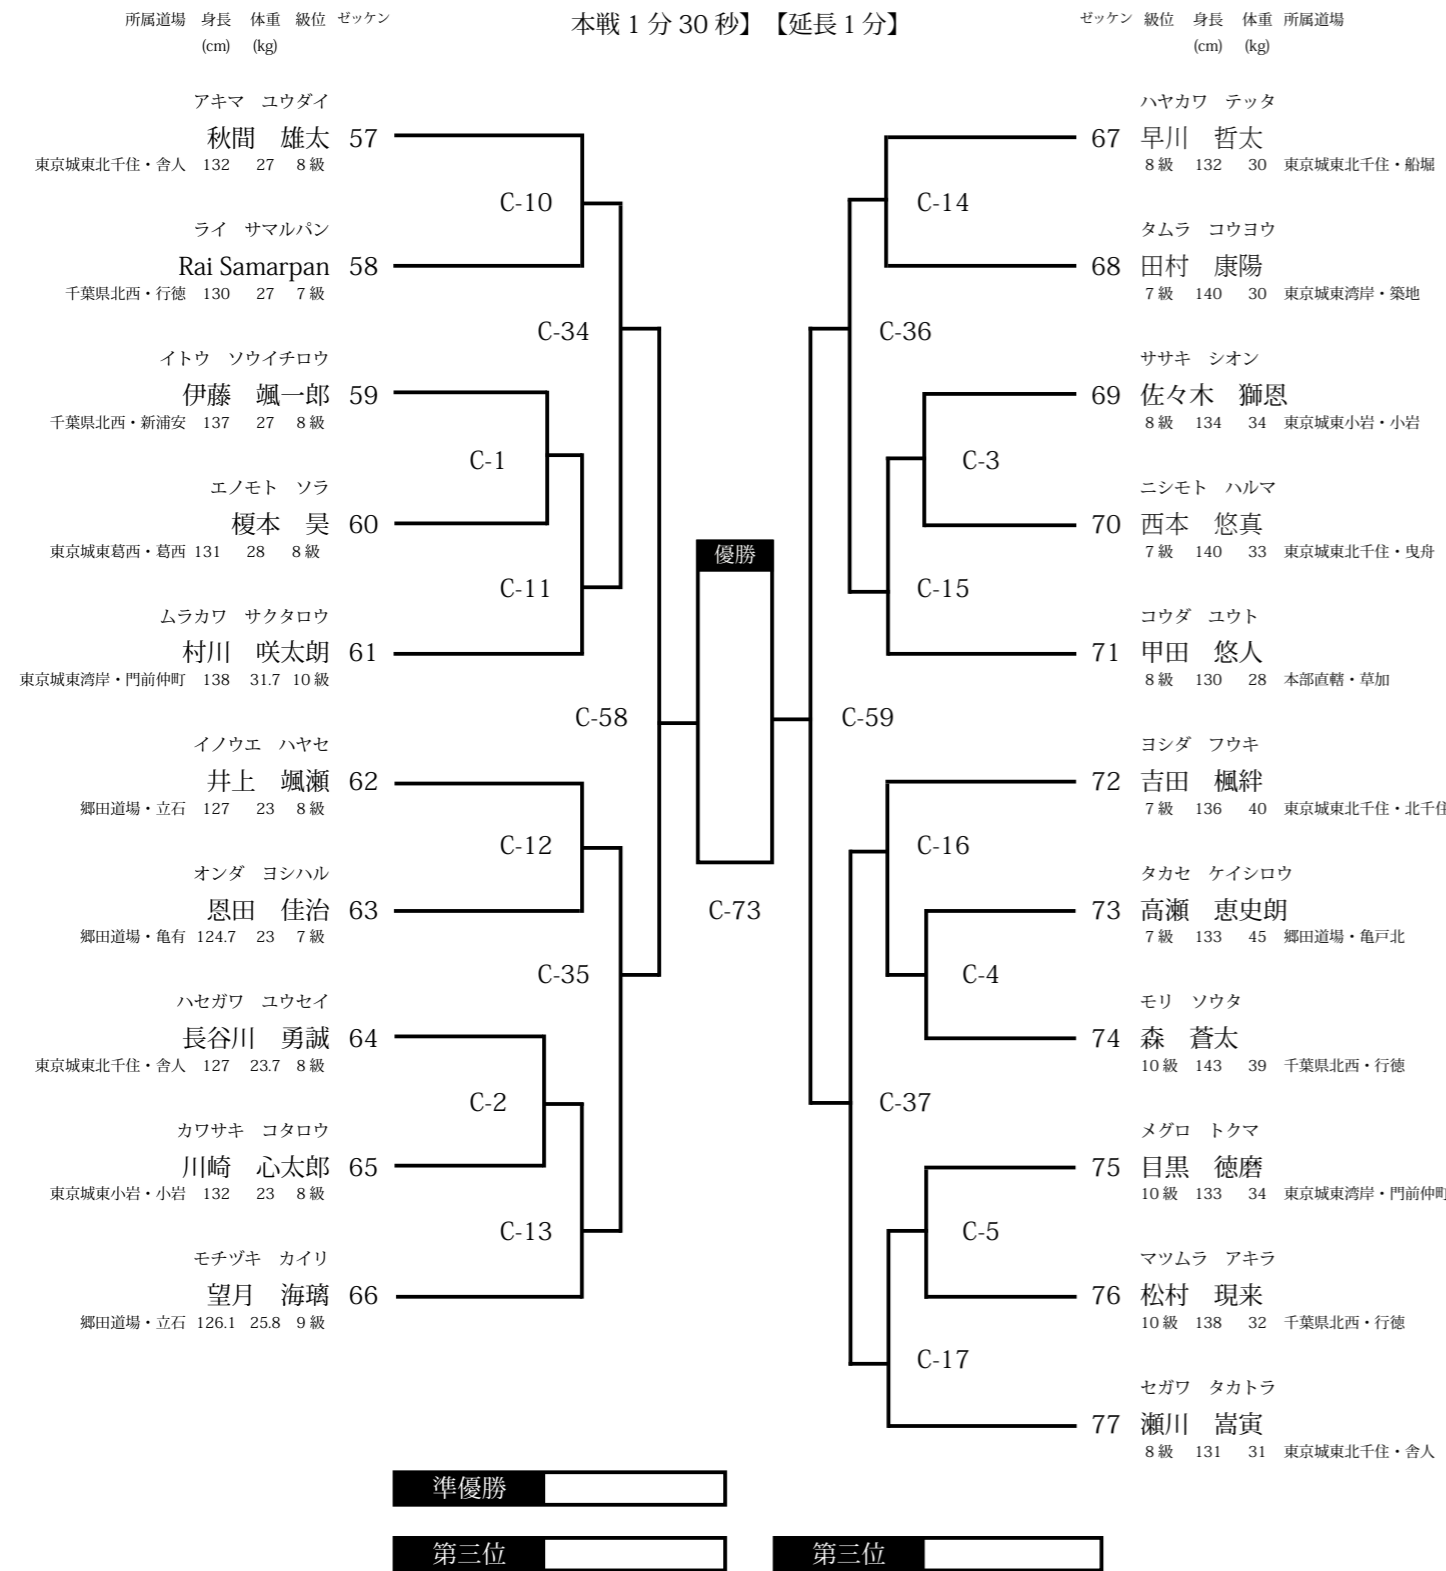 所属道場 身長 体重 級位 ゼッケン
(cm) (kg)
本戦 1 分 30 秒】【延長 1 分】
ゼッケン 級位 身長 体重 所属道場
(cm) (kg)
アキマ ユウダイ
秋間 雄太 57
東京城東北千住・舎人 132 27 8 級
C-10
ライ サマルパン
Rai Samarpan 58
千葉県北西・行徳 130 27 7 級
C-34
イトウ ソウイチロウ
伊藤 颯一郎 59
千葉県北西・新浦安 137 27 8 級
C-1
エノモト ソラ
榎本 昊 60
東京城東葛西・葛西 131 28 8 級
C-11
ムラカワ サクタロウ
村川 咲太朗 61
東京城東湾岸・門前仲町 138 31.7 10 級
C-58
イノウエ ハヤセ
井上 颯瀬 62
郷田道場・立石 127 23 8 級
C-12
オンダ ヨシハル
恩田 佳治 63
郷田道場・亀有 124.7 23 7 級
C-35
ハセガワ ユウセイ
長谷川 勇誠 64
東京城東北千住・舎人 127 23.7 8 級
C-2
カワサキ コタロウ
川崎 心太郎 65
東京城東小岩・小岩 132 23 8 級
C-13
モチヅキ カイリ
望月 海璃 66
郷田道場・立石 126.1 25.8 9 級
優勝
C-73
ハヤカワ テッタ
67 早川 哲太
8 級 132 30 東京城東北千住・船堀
C-14
タムラ コウヨウ
68 田村 康陽
7 級 140 30 東京城東湾岸・築地
C-36
ササキ シオン
69 佐々木 獅恩
8 級 134 34 東京城東小岩・小岩
C-3
ニシモト ハルマ
70 西本 悠真
7 級 140 33 東京城東北千住・曳舟
C-15
コウダ ユウト
71 甲田 悠人
8 級 130 28 本部直轄・草加
C-59
ヨシダ フウキ
72 吉田 楓絆
7 級 136 40 東京城東北千住・北千住
C-16
タカセ ケイシロウ
73 高瀬 恵史朗
7 級 133 45 郷田道場・亀戸北
C-4
モリ ソウタ
74 森 蒼太
10 級 143 39 千葉県北西・行徳
C-37
メグロ トクマ
75 目黒 徳磨
10 級 133 34 東京城東湾岸・門前仲町
C-5
マツムラ アキラ
76 松村 現来
10 級 138 32 千葉県北西・行徳
C-17
セガワ タカトラ
77 瀬川 嵩寅
8 級 131 31 東京城東北千住・舎人
準優勝
第三位 第三位